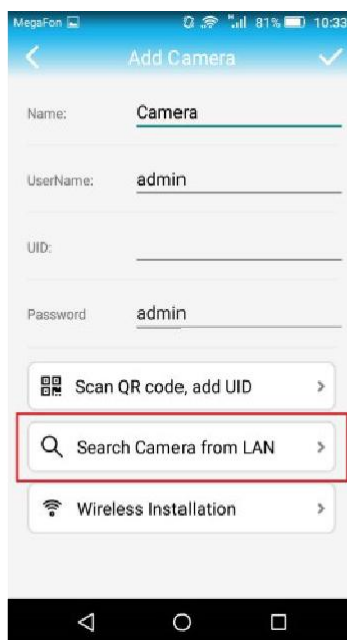 MegaFon 81% 10:33
Add Camera
Name: Camera
UserName: admin
UID:
Password admin
Scan QR code, add UID
Search Camera from LAN
Wireless Installation